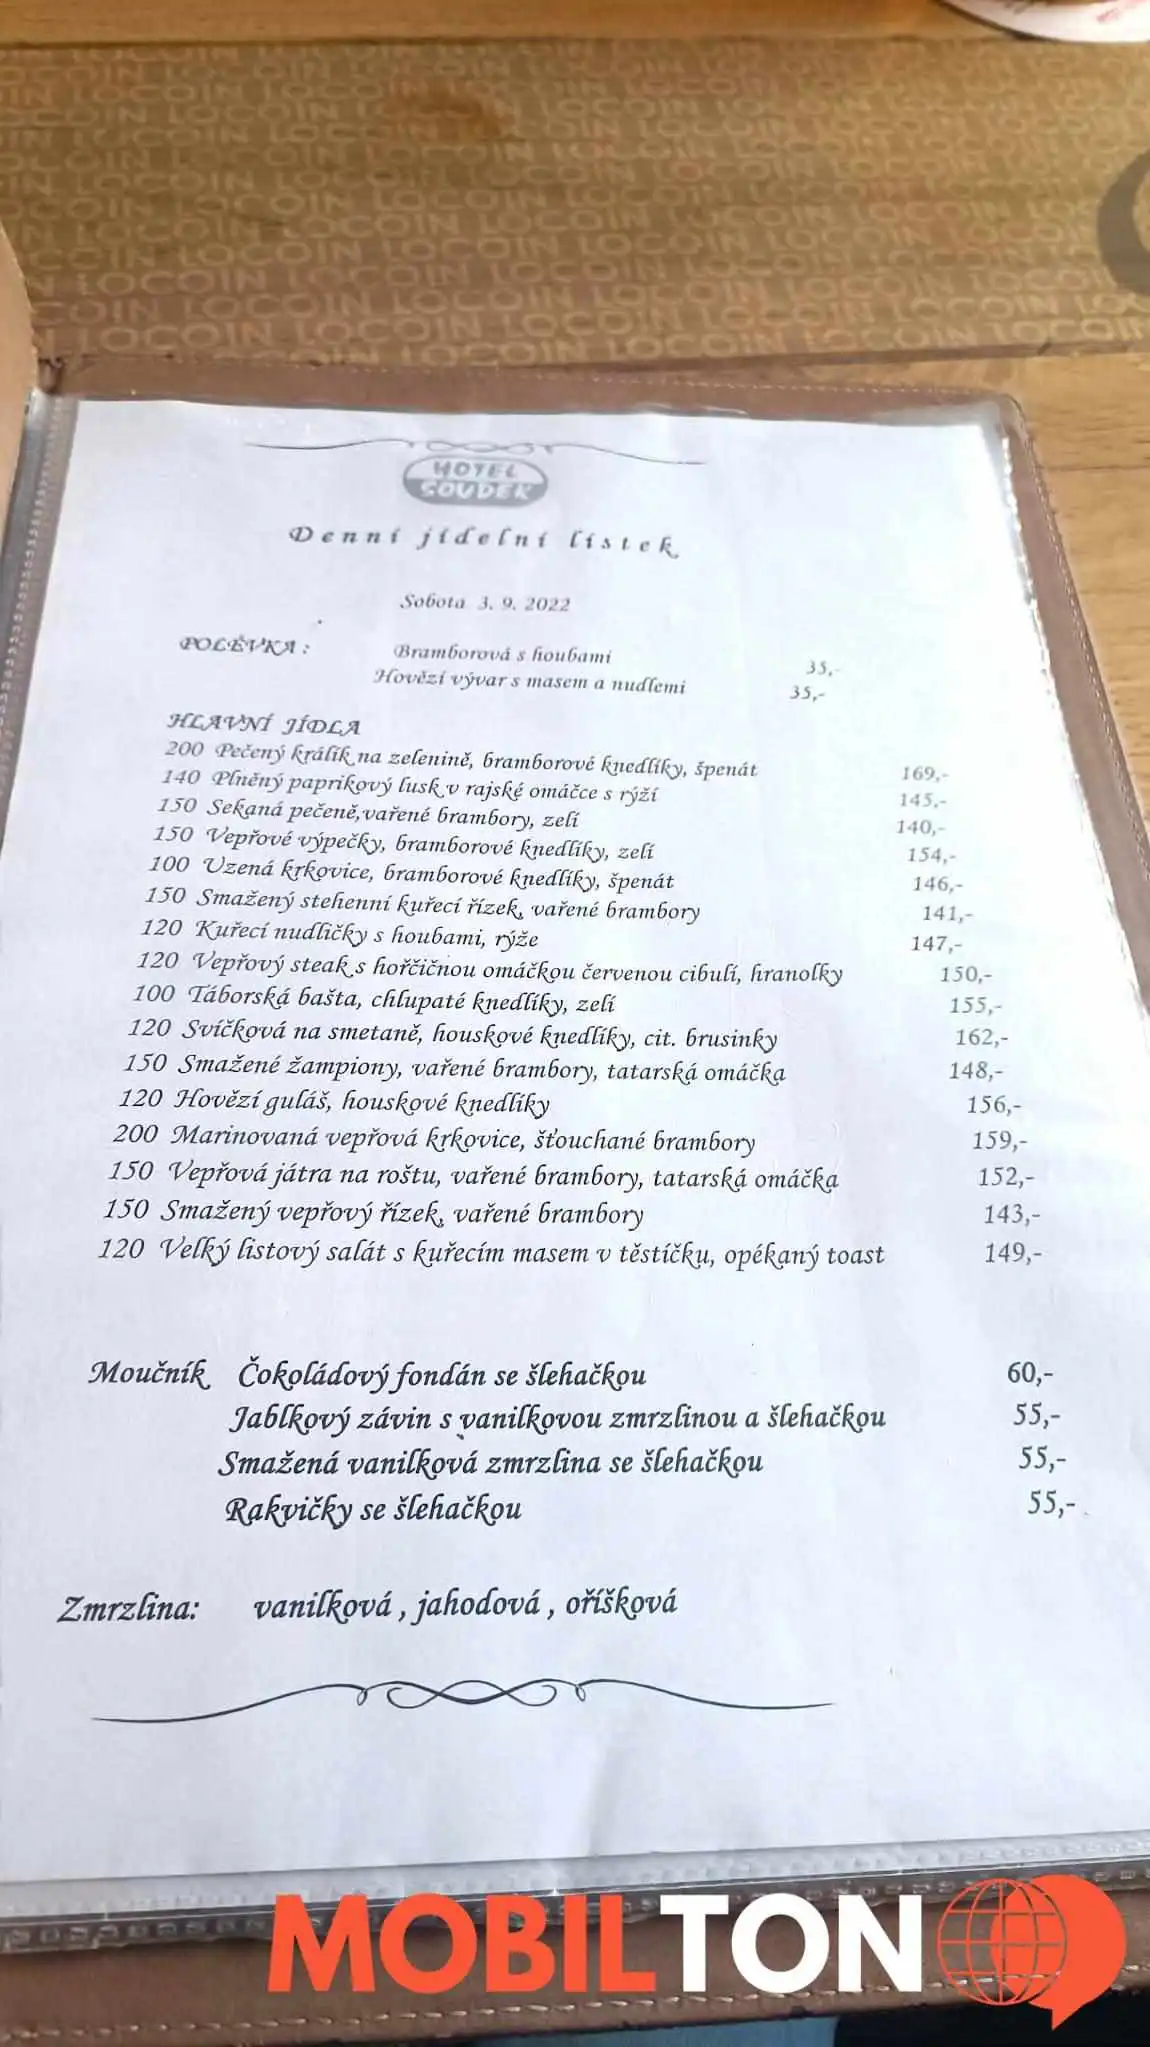 LOCOIN LOCOIN LOCOIN LOCOIN
HOTEL
SOUDEK
Denní jídelní lístek
Sobota 3. 9. 2022
POLÉVKA : Bramborová s houbami 35,-
Hovězí vývar s masem a nudlemi 35,-
HLAVNÍ JÍDLA
200 Pečený králík na zelenině, bramborové knedlíky, špenát 169,-
140 Plněný paprikový lusk v rajské omáčce s rýží 145,-
150 Sekaná pečeně,vařené brambory, zelí 140,-
150 Vepřové výpečky, bramborové knedlíky, zelí 154,-
100 Uzená krkovice, bramborové knedlíky, špenát 146,-
150 Smažený stehenní kuřecí řízek, vařené brambory 141,-
120 Kuřecí nudličky s houbami, rýže 147,-
120 Vepřový steak s hořčičnou omáčkou červenou cibulí, hranolky 150,-
100 Táborská bašta, chlupaté knedlíky, zelí 155,-
120 Svíčková na smetaně, houskové knedlíky, cit. brusinky 162,-
150 Smažené žampiony, vařené brambory, tatarská omáčka 148,-
120 Hovězí guláš, houskové knedlíky 156,-
200 Marinovaná vepřová krkovice, šťouchané brambory 159,-
150 Vepřová játra na roštu, vařené brambory, tatarská omáčka 152,-
150 Smažený vepřový řízek, vařené brambory 143,-
120 Velký listový salát s kuřecím masem v těstíčku, opékaný toast 149,-
Moučník Čokoládový fondán se šlehačkou 60,-
Jablkový závin s vanilkovou zmrzlinou a šlehačkou 55,-
Smažená vanilková zmrzlina se šlehačkou 55,-
Rakvičky se šlehačkou 55,-
Zmrzlina: vanilková , jahodová , oříšková
MOBILTON